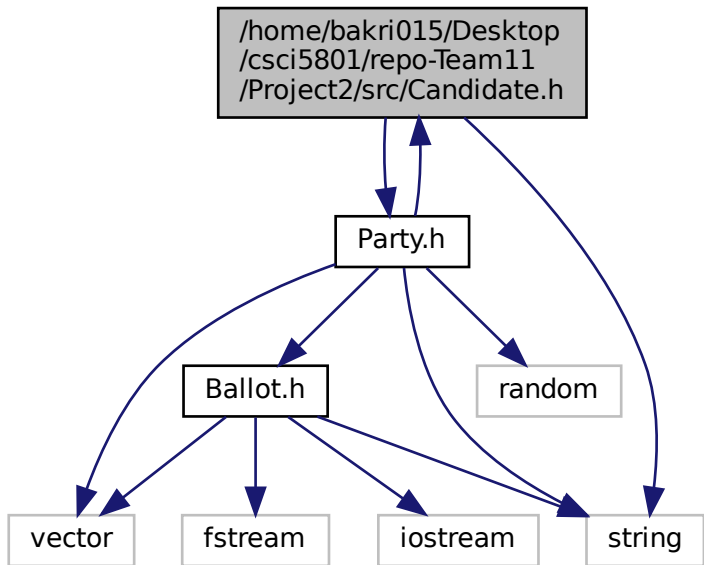 /home/bakri015/Desktop
/csci5801/repo-Team11
/Project2/src/Candidate.h
Party.h
Ballot.h
random
vector
fstream
iostream
string